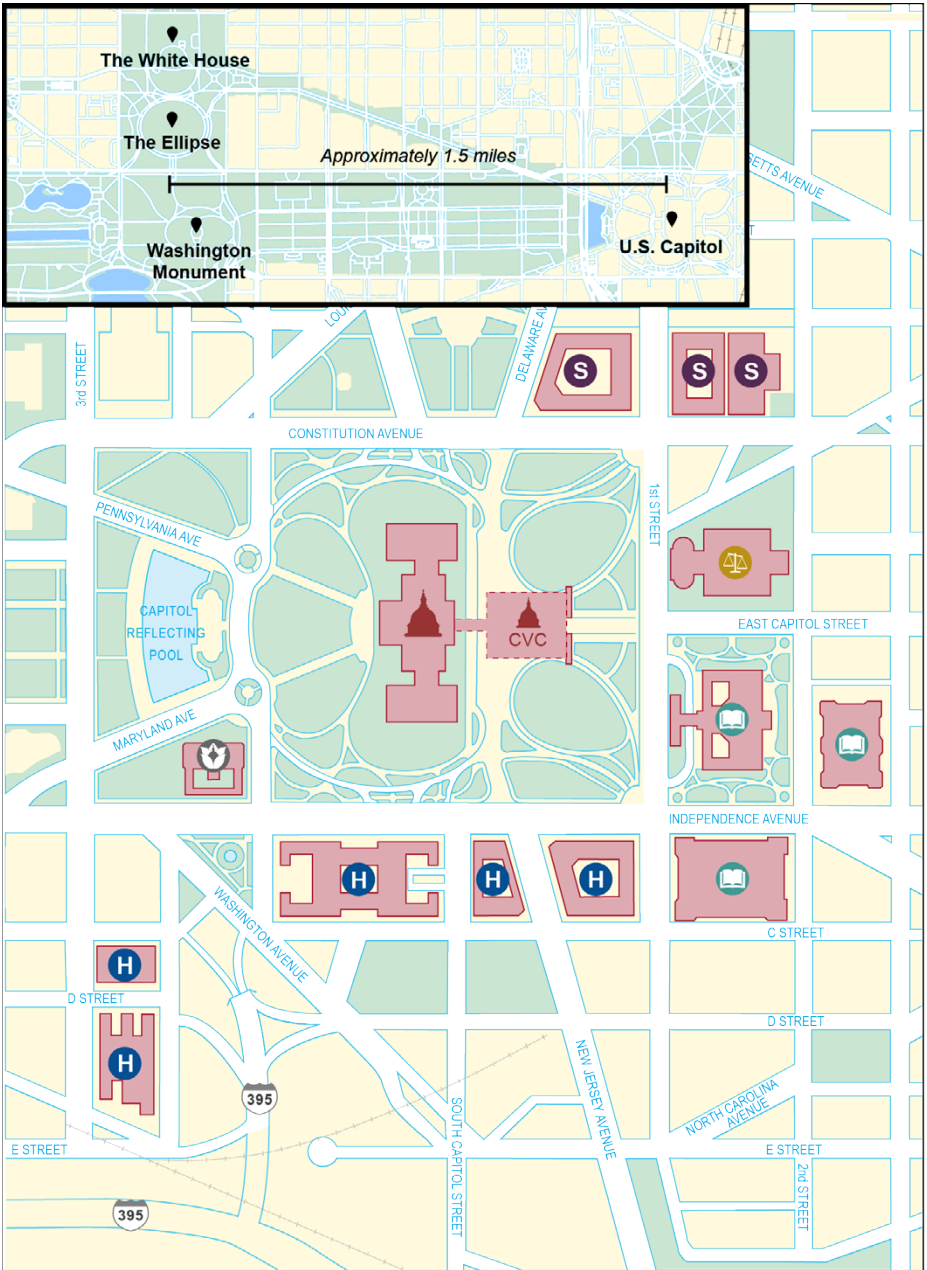 The White House
The Ellipse
Approximately 1.5 miles
Washington
Monument
U.S. Capitol
SETTS AVENUE
T
LOUI
DELAWARE AV
3rd STREET
S
S
S
CONSTITUTION AVENUE
1st STREET
PENNSYLVANIA AVE
CAPITOL
REFLECTING
POOL
CVC
EAST CAPITOL STREET
MARYLAND AVE
INDEPENDENCE AVENUE
H
H
H
WASHINGTON AVENUE
C STREET
H
D STREET
D STREET
H
NEW JERSEY AVENUE
395
SOUTH CAPITOL STREET
NORTH CAROLINA
AVENUE
E STREET
E STREET
2nd STREET
395